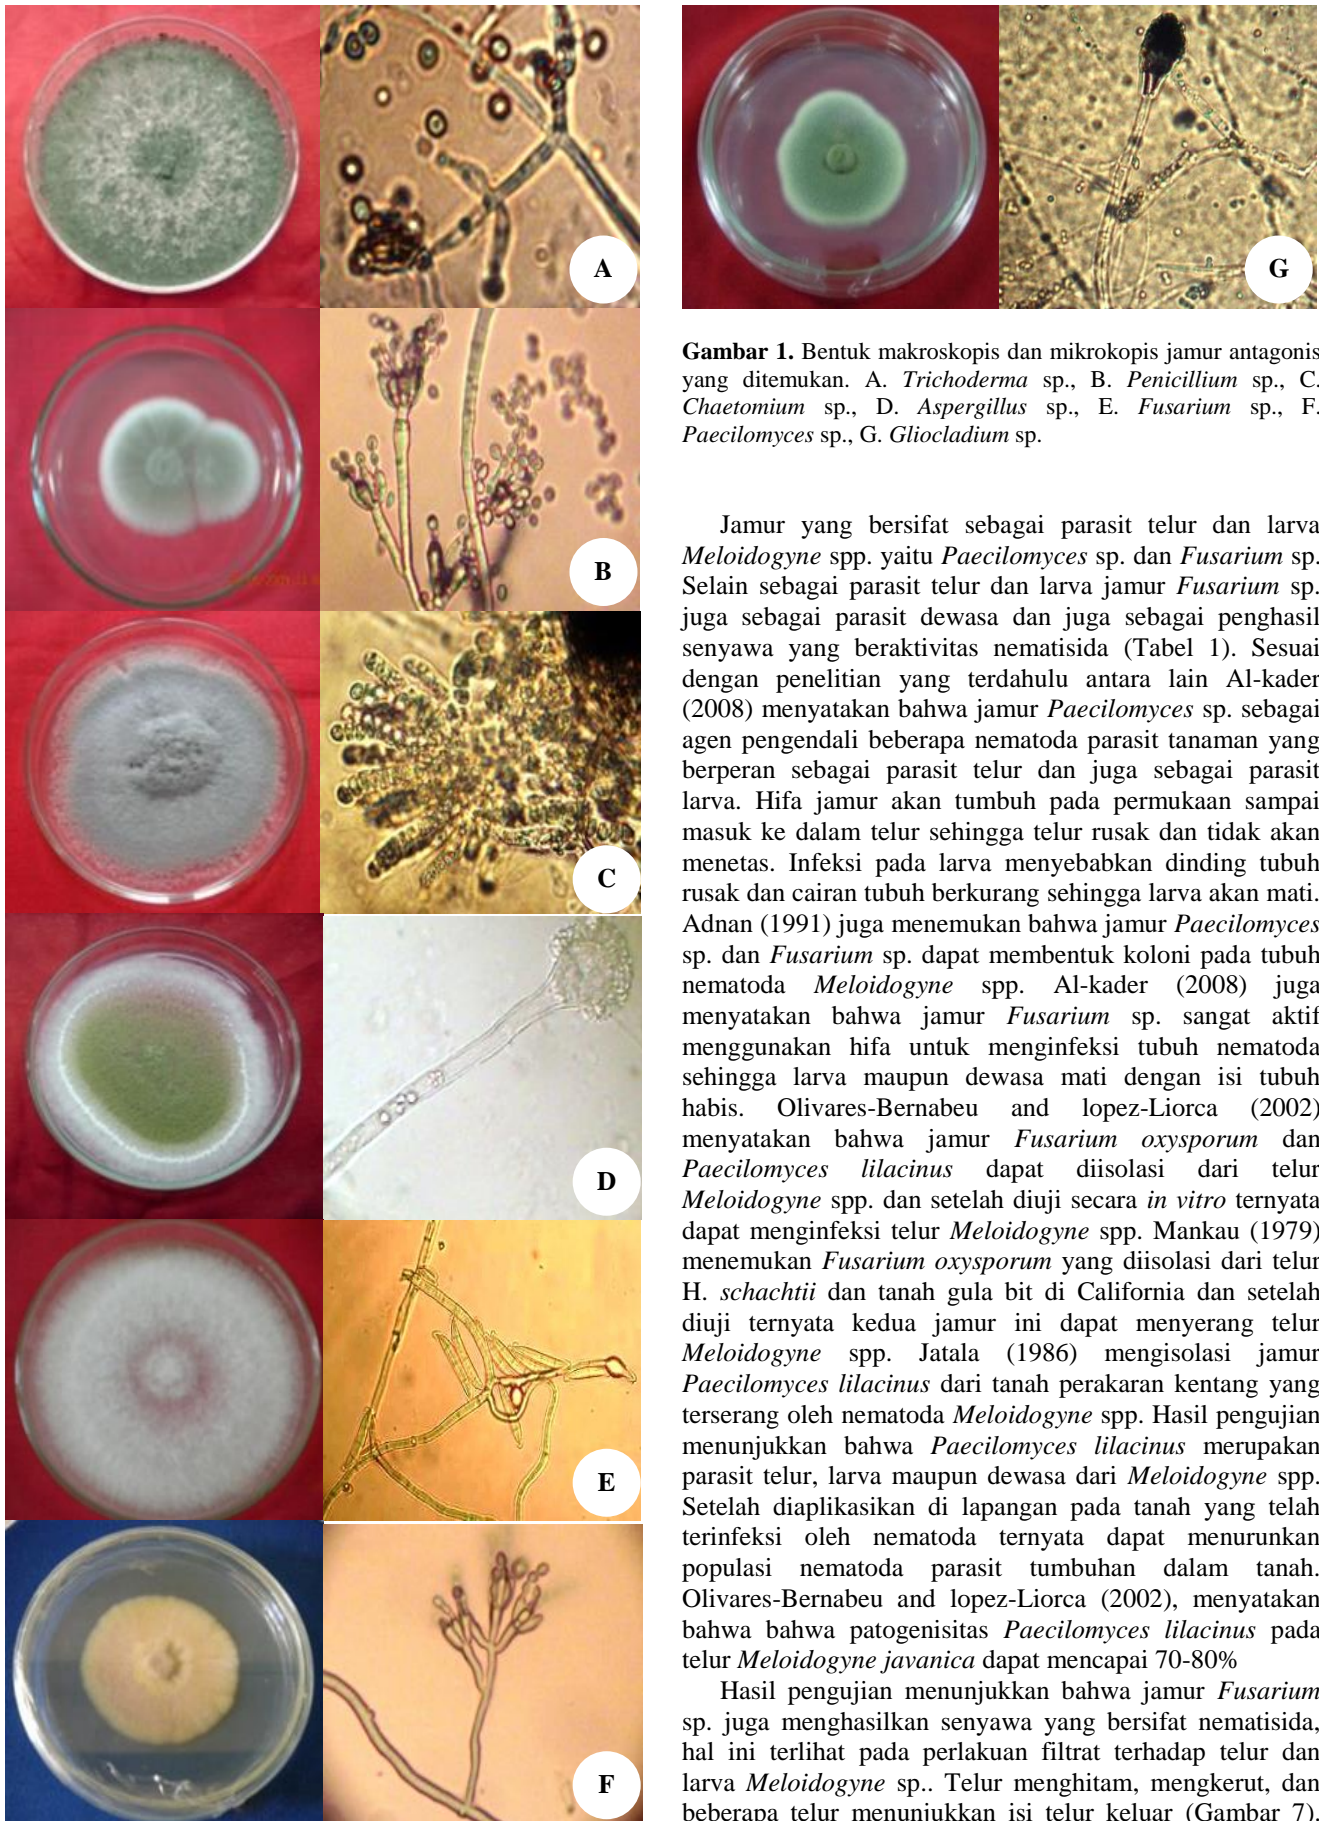 A
B
C
D
E
F
G
Gambar 1. Bentuk makroskopis dan mikrokopis jamur antagonis
yang ditemukan. A. Trichoderma sp., B. Penicillium sp., C.
Chaetomium sp., D. Aspergillus sp., E. Fusarium sp., F.
Paecilomyces sp., G. Gliocladium sp.
Jamur yang bersifat sebagai parasit telur dan larva
Meloidogyne spp. yaitu Paecilomyces sp. dan Fusarium sp.
Selain sebagai parasit telur dan larva jamur Fusarium sp.
juga sebagai parasit dewasa dan juga sebagai penghasil
senyawa yang beraktivitas nematisida (Tabel 1). Sesuai
dengan penelitian yang terdahulu antara lain Al-kader
(2008) menyatakan bahwa jamur Paecilomyces sp. sebagai
agen pengendali beberapa nematoda parasit tanaman yang
berperan sebagai parasit telur dan juga sebagai parasit
larva. Hifa jamur akan tumbuh pada permukaan sampai
masuk ke dalam telur sehingga telur rusak dan tidak akan
menetas. Infeksi pada larva menyebabkan dinding tubuh
rusak dan cairan tubuh berkurang sehingga larva akan mati.
Adnan (1991) juga menemukan bahwa jamur Paecilomyces
sp. dan Fusarium sp. dapat membentuk koloni pada tubuh
nematoda Meloidogyne spp. Al-kader (2008) juga
menyatakan bahwa jamur Fusarium sp. sangat aktif
menggunakan hifa untuk menginfeksi tubuh nematoda
sehingga larva maupun dewasa mati dengan isi tubuh
habis. Olivares-Bernabeu and lopez-Liorca (2002)
menyatakan bahwa jamur Fusarium oxysporum dan
Paecilomyces lilacinus dapat diisolasi dari telur
Meloidogyne spp. dan setelah diuji secara in vitro ternyata
dapat menginfeksi telur Meloidogyne spp. Mankau (1979)
menemukan Fusarium oxysporum yang diisolasi dari telur
H. schachtii dan tanah gula bit di California dan setelah
diuji ternyata kedua jamur ini dapat menyerang telur
Meloidogyne spp. Jatala (1986) mengisolasi jamur
Paecilomyces lilacinus dari tanah perakaran kentang yang
terserang oleh nematoda Meloidogyne spp. Hasil pengujian
menunjukkan bahwa Paecilomyces lilacinus merupakan
parasit telur, larva maupun dewasa dari Meloidogyne spp.
Setelah diaplikasikan di lapangan pada tanah yang telah
terinfeksi oleh nematoda ternyata dapat menurunkan
populasi nematoda parasit tumbuhan dalam tanah.
Olivares-Bernabeu and lopez-Liorca (2002), menyatakan
bahwa bahwa patogenisitas Paecilomyces lilacinus pada
telur Meloidogyne javanica dapat mencapai 70-80%
Hasil pengujian menunjukkan bahwa jamur Fusarium
sp. juga menghasilkan senyawa yang bersifat nematisida,
hal ini terlihat pada perlakuan filtrat terhadap telur dan
larva Meloidogyne sp.. Telur menghitam, mengkerut, dan
beberapa telur menunjukkan isi telur keluar (Gambar 7).